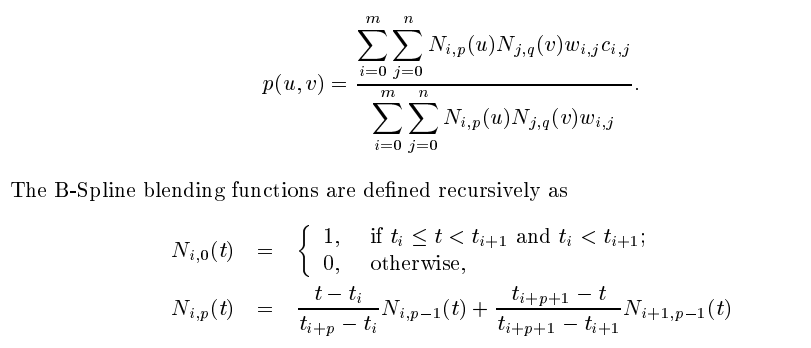 p(u, v) = \frac{\sum_{i=0}^{m} \sum_{j=0}^{n} N_{i,p}(u) N_{j,q}(v) w_{i,j} c_{i,j}}{\sum_{i=0}^{m} \sum_{j=0}^{n} N_{i,p}(u) N_{j,q}(v) w_{i,j}}.
The B-Spline blending functions are defined recursively as
N_{i,0}(t) = \begin{cases} 1, & \text{if } t_i \leq t < t_{i+1} \text{ and } t_i < t_{i+1}; \\ 0, & \text{otherwise,} \end{cases}
N_{i,p}(t) = \frac{t - t_i}{t_{i+p} - t_i} N_{i,p-1}(t) + \frac{t_{i+p+1} - t}{t_{i+p+1} - t_{i+1}} N_{i+1,p-1}(t)